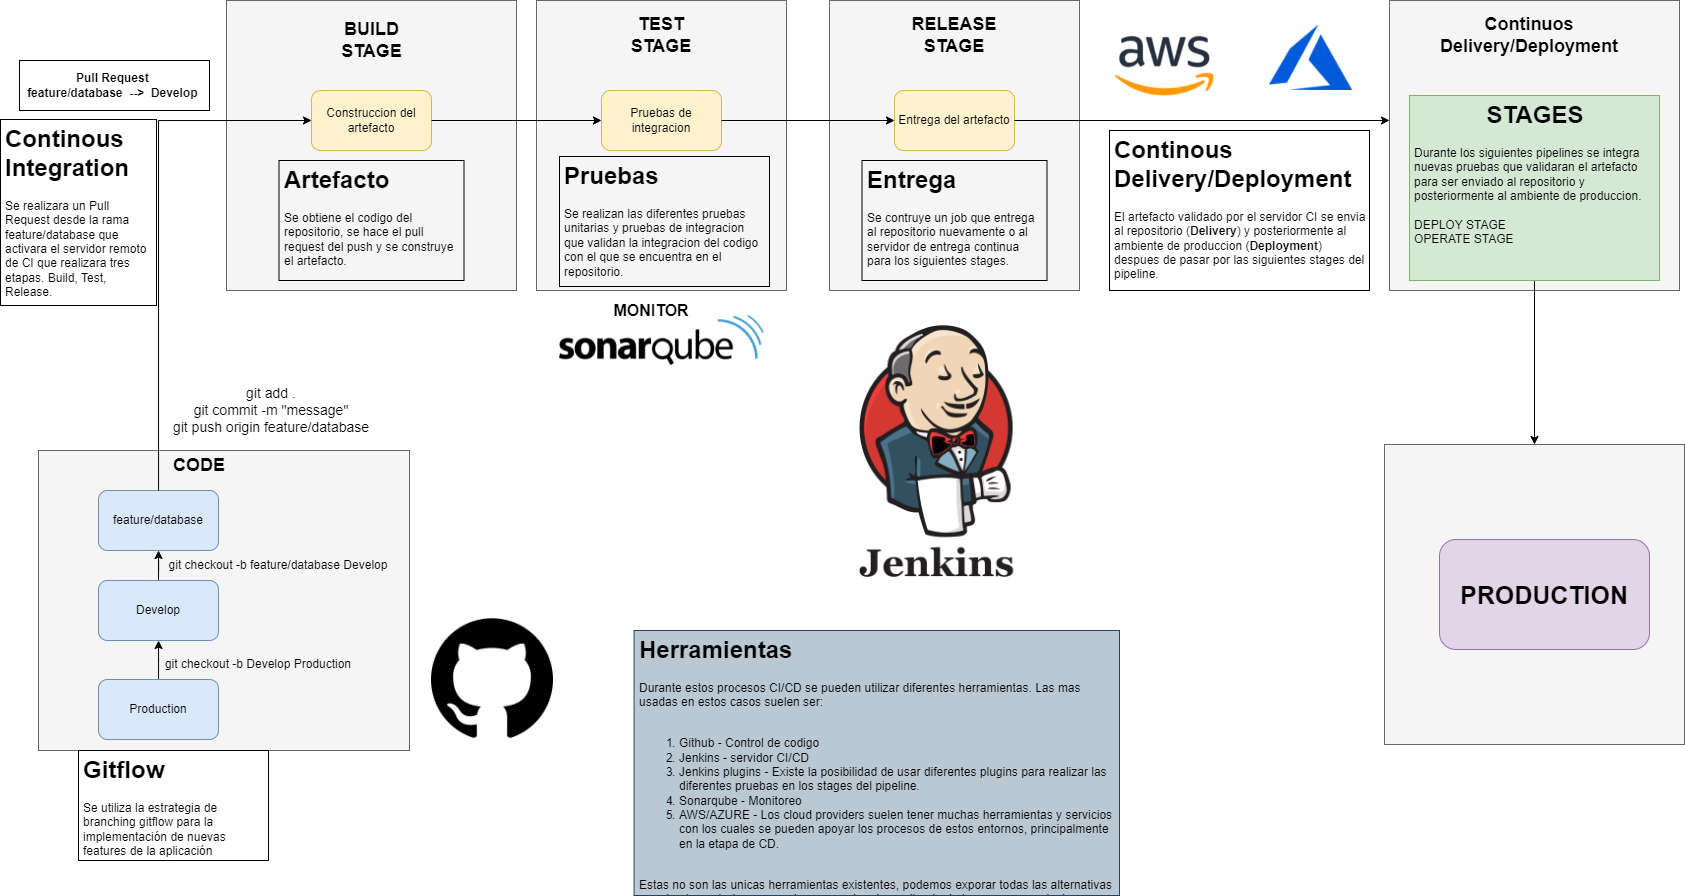 BUILD
STAGE
TEST
STAGE
RELEASE
STAGE
aws
Continuos
Delivery/Deployment
Pull Request
feature/database --> Develop
Construccion del
artefacto
Pruebas de
integracion
Entrega del artefacto
Continous
Integration
Se realizara un Pull
Request desde la rama
feature/database que
activara el servidor remoto
de CI que realizara tres
etapas. Build, Test,
Release.
Artefacto
Se obtiene el codigo del
repositorio, se hace el pull
request del push y se construye
el artefacto.
Pruebas
Se realizan las diferentes pruebas
unitarias y pruebas de integracion
que validan la integracion del codigo
con el que se encuentra en el
repositorio.
Entrega
Se contruye un job que entrega
al repositorio nuevamente o al
servidor de entrega continua
para los siguientes stages.
Continous
Delivery/Deployment
El artefacto validado por el servidor CI se envia
al repositorio (Delivery) y posteriormente al
ambiente de produccion (Deployment)
despues de pasar por las siguientes stages del
pipeline.
STAGES
Durante los siguientes pipelines se integra
nuevas pruebas que validaran el artefacto
para ser enviado al repositorio y
posteriormente al ambiente de produccion.
DEPLOY STAGE
OPERATE STAGE
MONITOR
sonarqube
Jenkins
git add .
git commit -m "message"
git push origin feature/database
CODE
feature/database
git checkout -b feature/database Develop
Develop
git checkout -b Develop Production
Production
Gitflow
Se utiliza la estrategia de
branching gitflow para la
implementación de nuevas
features de la aplicación
PRODUCTION
Herramientas
Durante estos procesos CI/CD se pueden utilizar diferentes herramientas. Las mas
usadas en estos casos suelen ser:
1. Github - Control de codigo
2. Jenkins - servidor CI/CD
3. Jenkins plugins - Existe la posibilidad de usar diferentes plugins para realizar las
diferentes pruebas en los stages del pipeline.
4. Sonarqube - Monitoreo
5. AWS/AZURE - Los cloud providers suelen tener muchas herramientas y servicios
con los cuales se pueden apoyar los procesos de estos entornos, principalmente
en la etapa de CD.
Estas no son las unicas herramientas existentes, podemos exporar todas las alternativas